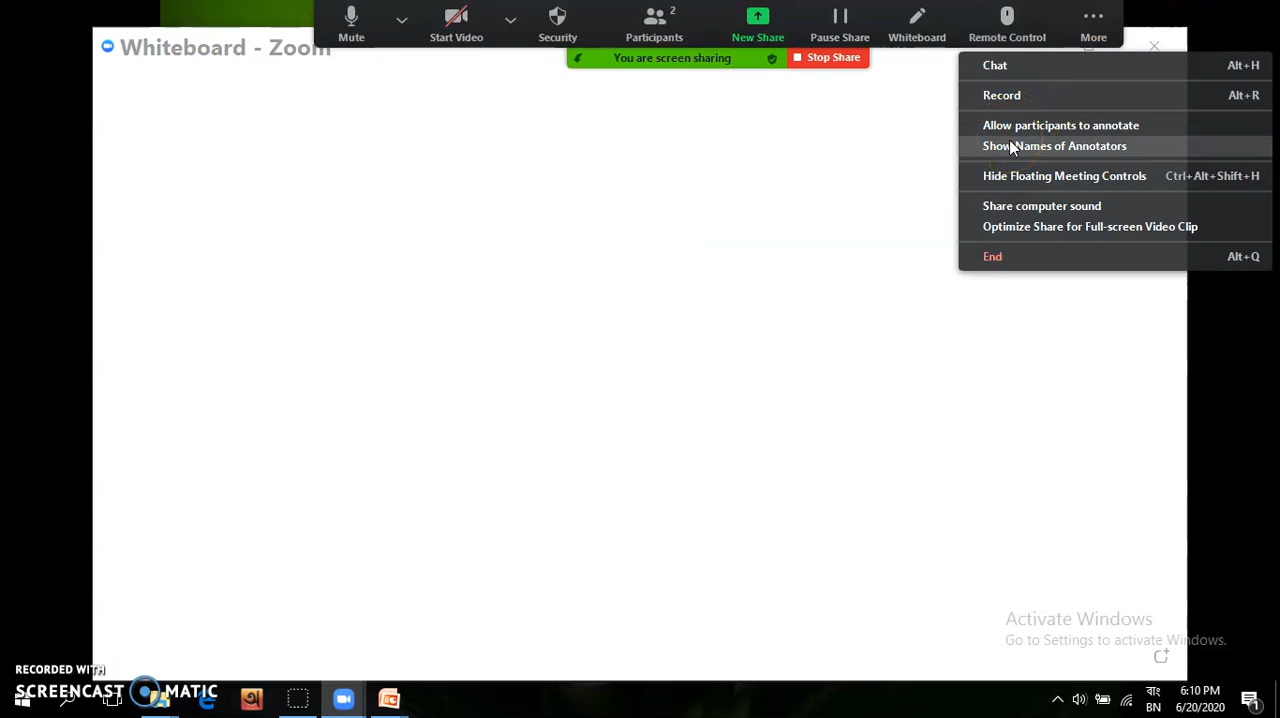 Mute
Start Video
Security
Participants
2
New Share
Pause Share
Whiteboard
Remote Control
More
Whiteboard - Zoom
You are screen sharing
Stop Share
Chat Alt+H
Record Alt+R
Allow participants to annotate
Show Names of Annotators
Hide Floating Meeting Controls Ctrl+Alt+Shift+H
Share computer sound
Optimize Share for Full-screen Video Clip
End Alt+Q
Activate Windows
Go to Settings to activate Windows.
RECORDED WITH
SCREENCAST MATIC
অ
বাং
BN
6:10 PM
6/20/2020
1